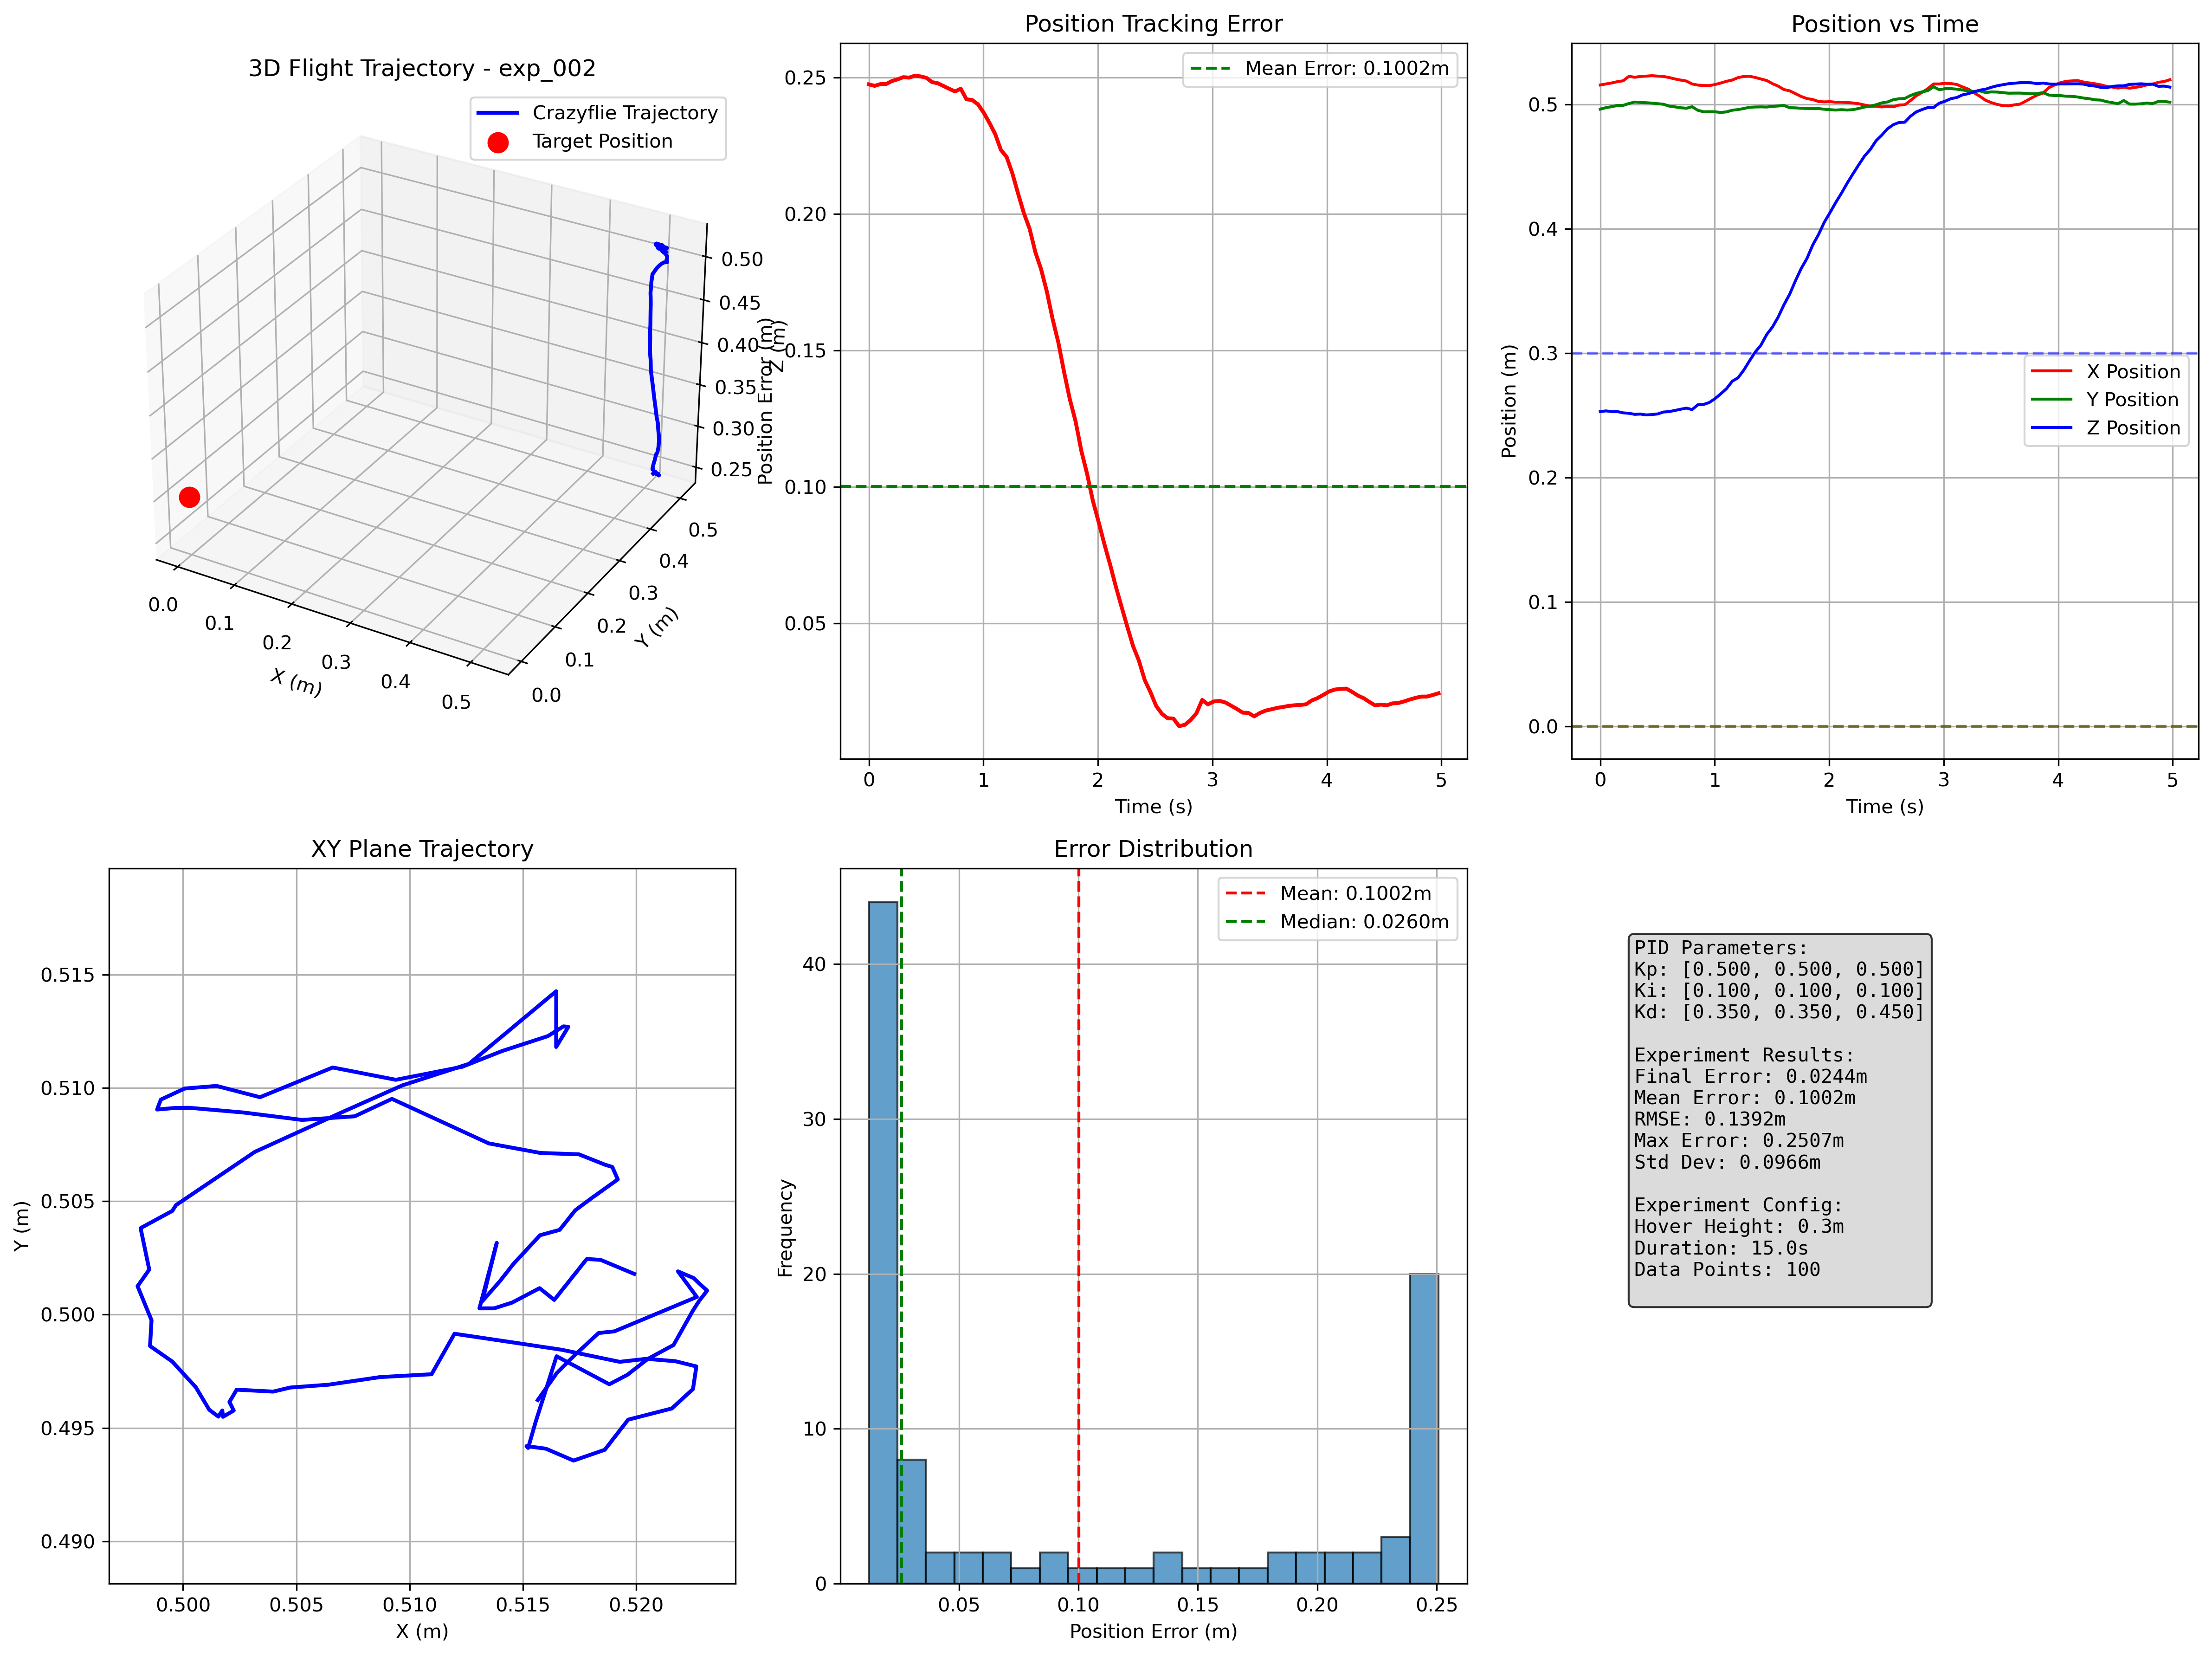 3D Flight Trajectory - exp_002
Crazyflie Trajectory
Target Position
0.50
0.45
0.40
0.35
0.30
0.25
Z (m)
0.0
0.1
0.2
0.3
0.4
0.5
X (m)
0.0
0.1
0.2
0.3
0.4
0.5
Y (m)
Position Tracking Error
Mean Error: 0.1002m
0.25
0.20
0.15
0.10
0.05
Position Error (m)
0 1 2 3 4 5
Time (s)
Position vs Time
0.5
0.4
0.3
0.2
0.1
0.0
Position (m)
X Position
Y Position
Z Position
0 1 2 3 4 5
Time (s)
XY Plane Trajectory
0.515
0.510
0.505
0.500
0.495
0.490
Y (m)
0.500 0.505 0.510 0.515 0.520
X (m)
Error Distribution
Mean: 0.1002m
Median: 0.0260m
40
30
20
10
0
Frequency
0.05 0.10 0.15 0.20 0.25
Position Error (m)
PID Parameters:
Kp: [0.500, 0.500, 0.500]
Ki: [0.100, 0.100, 0.100]
Kd: [0.350, 0.350, 0.450]
Experiment Results:
Final Error: 0.0244m
Mean Error: 0.1002m
RMSE: 0.1392m
Max Error: 0.2507m
Std Dev: 0.0966m
Experiment Config:
Hover Height: 0.3m
Duration: 15.0s
Data Points: 100